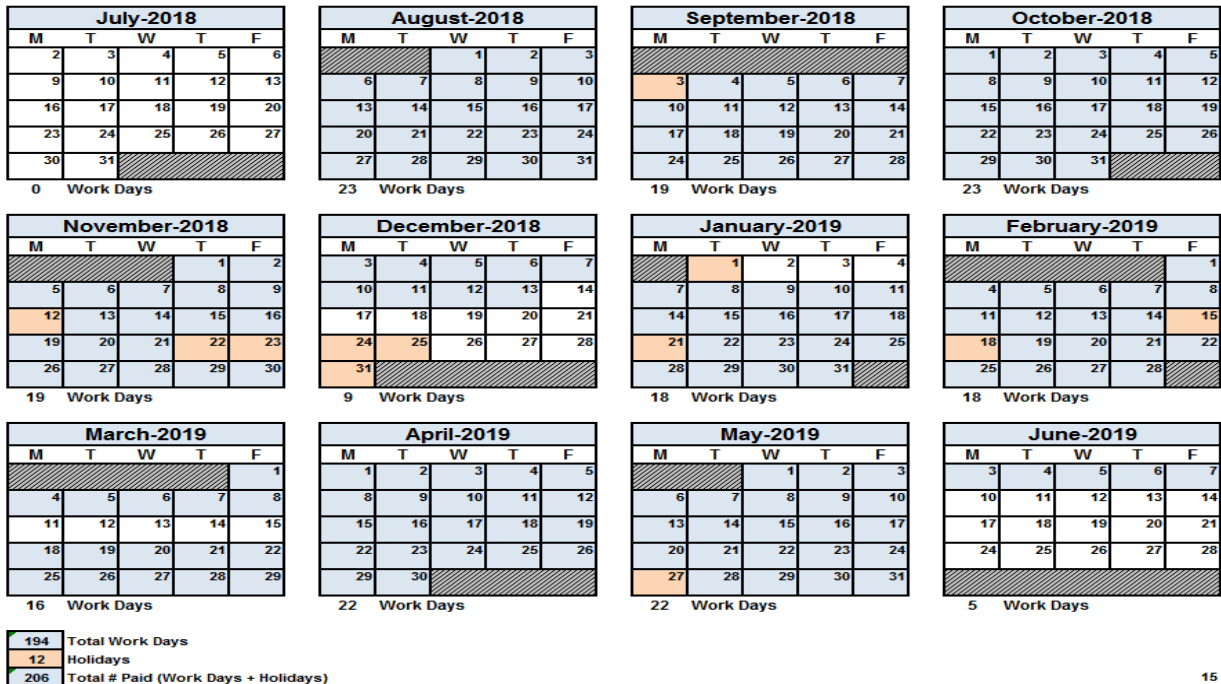 July-2018 August-2018 September-2018 October-2018
M T W T F M T W T F M T W T F M T W T F
2 3 4 5 6 1 2 3 1 2 3 4 5
9 10 11 12 13 6 7 8 9 10 3 4 5 6 7 8 9 10 11 12
16 17 18 19 20 13 14 15 16 17 10 11 12 13 14 15 16 17 18 19
23 24 25 26 27 20 21 22 23 24 17 18 19 20 21 22 23 24 25 26
30 31 27 28 29 30 31 24 25 26 27 28 29 30 31
0 Work Days 23 Work Days 19 Work Days 23 Work Days
November-2018 December-2018 January-2019 February-2019
M T W T F M T W T F M T W T F M T W T F
1 2 3 4 5 6 7 1 2 3 4 1
5 6 7 8 9 10 11 12 13 14 7 8 9 10 11 4 5 6 7 8
12 13 14 15 16 17 18 19 20 21 14 15 16 17 18 11 12 13 14 15
19 20 21 22 23 24 25 26 27 28 21 22 23 24 25 18 19 20 21 22
26 27 28 29 30 31 28 29 30 31 25 26 27 28
19 Work Days 9 Work Days 18 Work Days 18 Work Days
March-2019 April-2019 May-2019 June-2019
M T W T F M T W T F M T W T F M T W T F
1 1 2 3 4 5 1 2 3 3 4 5 6 7
4 5 6 7 8 8 9 10 11 12 6 7 8 9 10 10 11 12 13 14
11 12 13 14 15 15 16 17 18 19 13 14 15 16 17 17 18 19 20 21
18 19 20 21 22 22 23 24 25 26 20 21 22 23 24 24 25 26 27 28
25 26 27 28 29 29 30 27 28 29 30 31
16 Work Days 22 Work Days 22 Work Days 5 Work Days
194 Total Work Days
12 Holidays
206 Total # Paid (Work Days + Holidays) 15